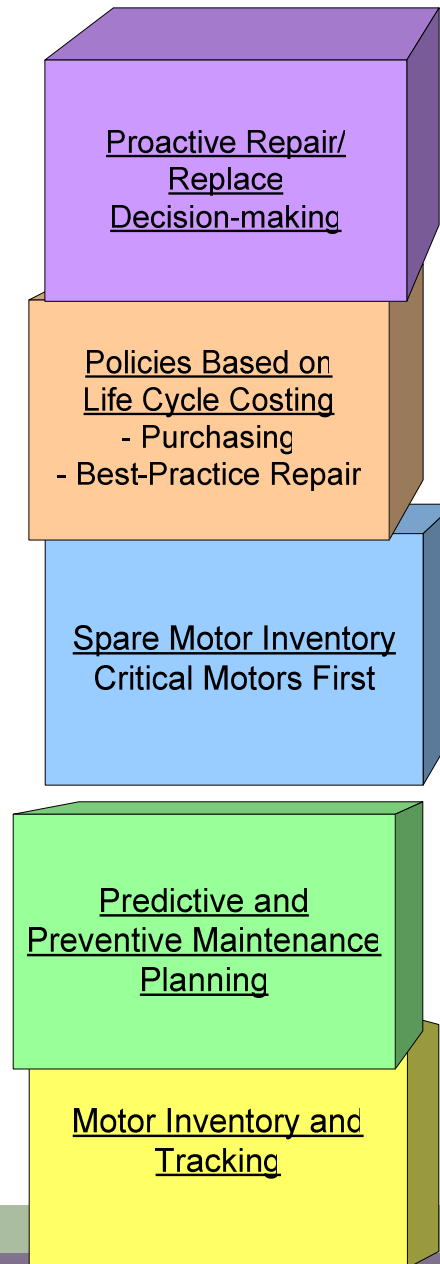 Proactive Repair/
Replace
Decision-making
Policies Based on
Life Cycle Costing
- Purchasing
- Best-Practice Repair
Spare Motor Inventory
Critical Motors First
Predictive and
Preventive Maintenance
Planning
Motor Inventory and
Tracking